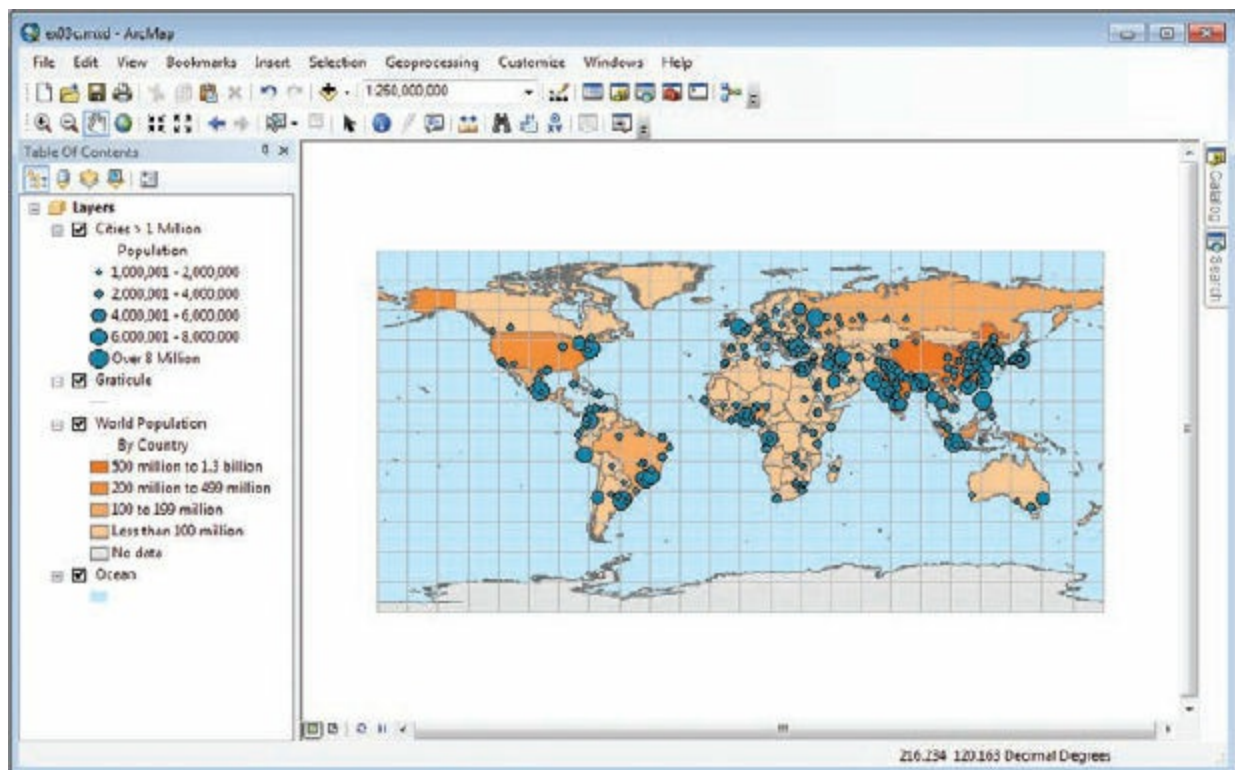 ex03c.mxd - ArcMap
File Edit View Bookmarks Insert Selection Geoprocessing Customize Windows Help
1:250,000,000
Table Of Contents
Layers
Cities > 1 Million
Population
1,000,001 - 2,000,000
2,000,001 - 4,000,000
4,000,001 - 6,000,000
6,000,001 - 8,000,000
Over 8 Million
Graticule
World Population
By Country
500 million to 1.3 billion
200 million to 499 million
100 to 199 million
Less than 100 million
No data
Ocean
Catalog
Search
216.234 120.163 Decimal Degrees